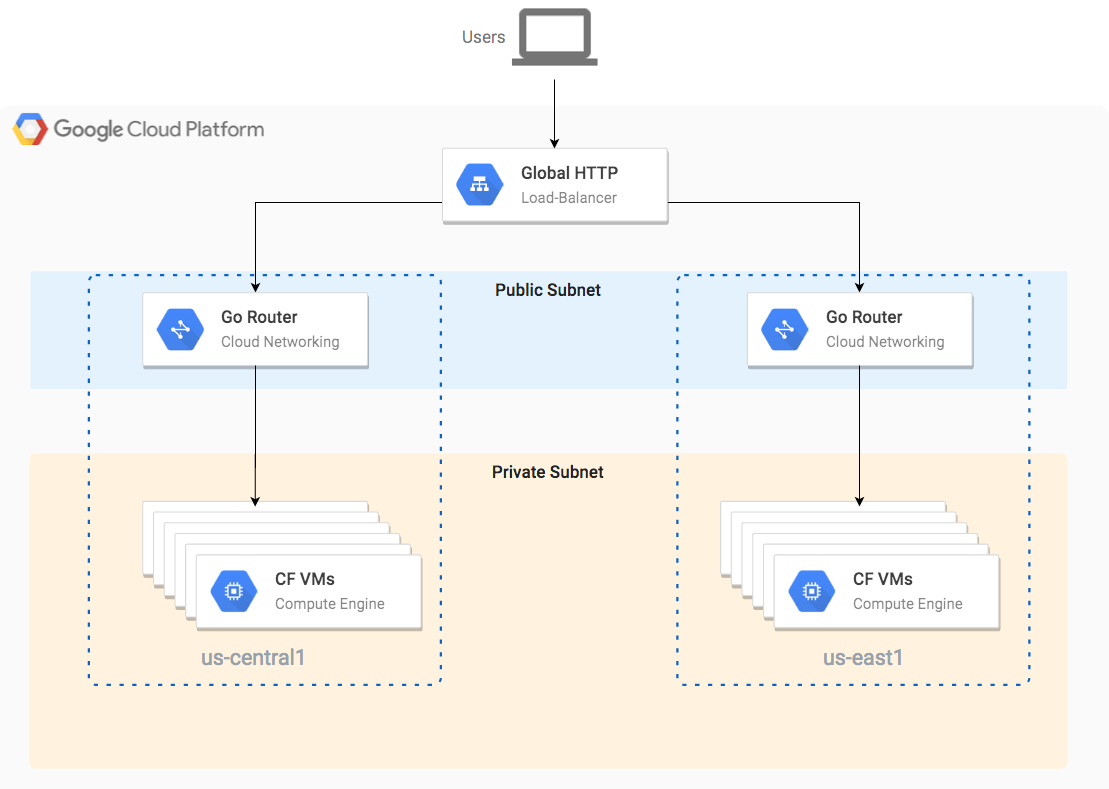 Users
Google Cloud Platform
Global HTTP
Load-Balancer
Public Subnet
Go Router
Cloud Networking
Go Router
Cloud Networking
Private Subnet
CF VMs
Compute Engine
CF VMs
Compute Engine
us-central1
us-east1